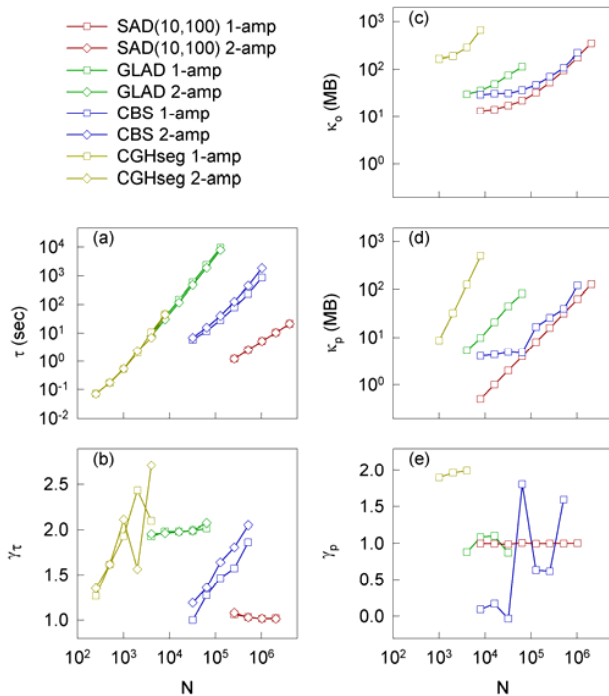 SAD(10,100) 1-amp
SAD(10,100) 2-amp
GLAD 1-amp
GLAD 2-amp
CBS 1-amp
CBS 2-amp
CGHseg 1-amp
CGHseg 2-amp
(c)
10³
10²
10¹
10⁰
κₒ (MB)
(a)
10⁴
10³
10²
10¹
10⁰
10⁻¹
10⁻²
τ (sec)
(d)
10³
10²
10¹
10⁰
κₚ (MB)
(b)
2.5
2.0
1.5
1.0
γτ
10² 10³ 10⁴ 10⁵ 10⁶
N
(e)
2.0
1.5
1.0
0.5
0.0
γₚ
10² 10³ 10⁴ 10⁵ 10⁶
N